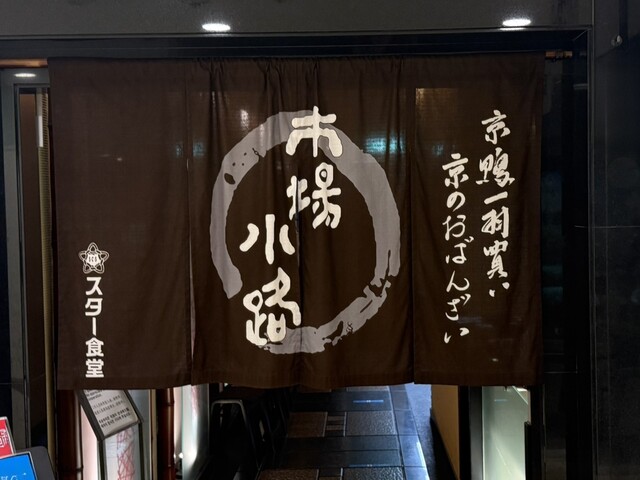 京鴨一羽買い
京のおばんざい
市場
小路
スター食堂